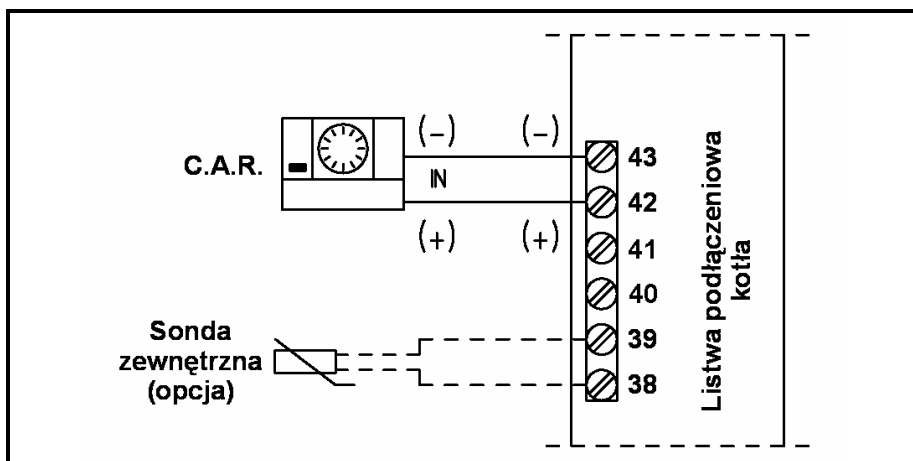 (-) (-)
43
C.A.R.
IN
42
(+) (+)
41
40
39
38
Sonda
zewnętrzna
(opcja)
Listwa podłączeniowa
kotła